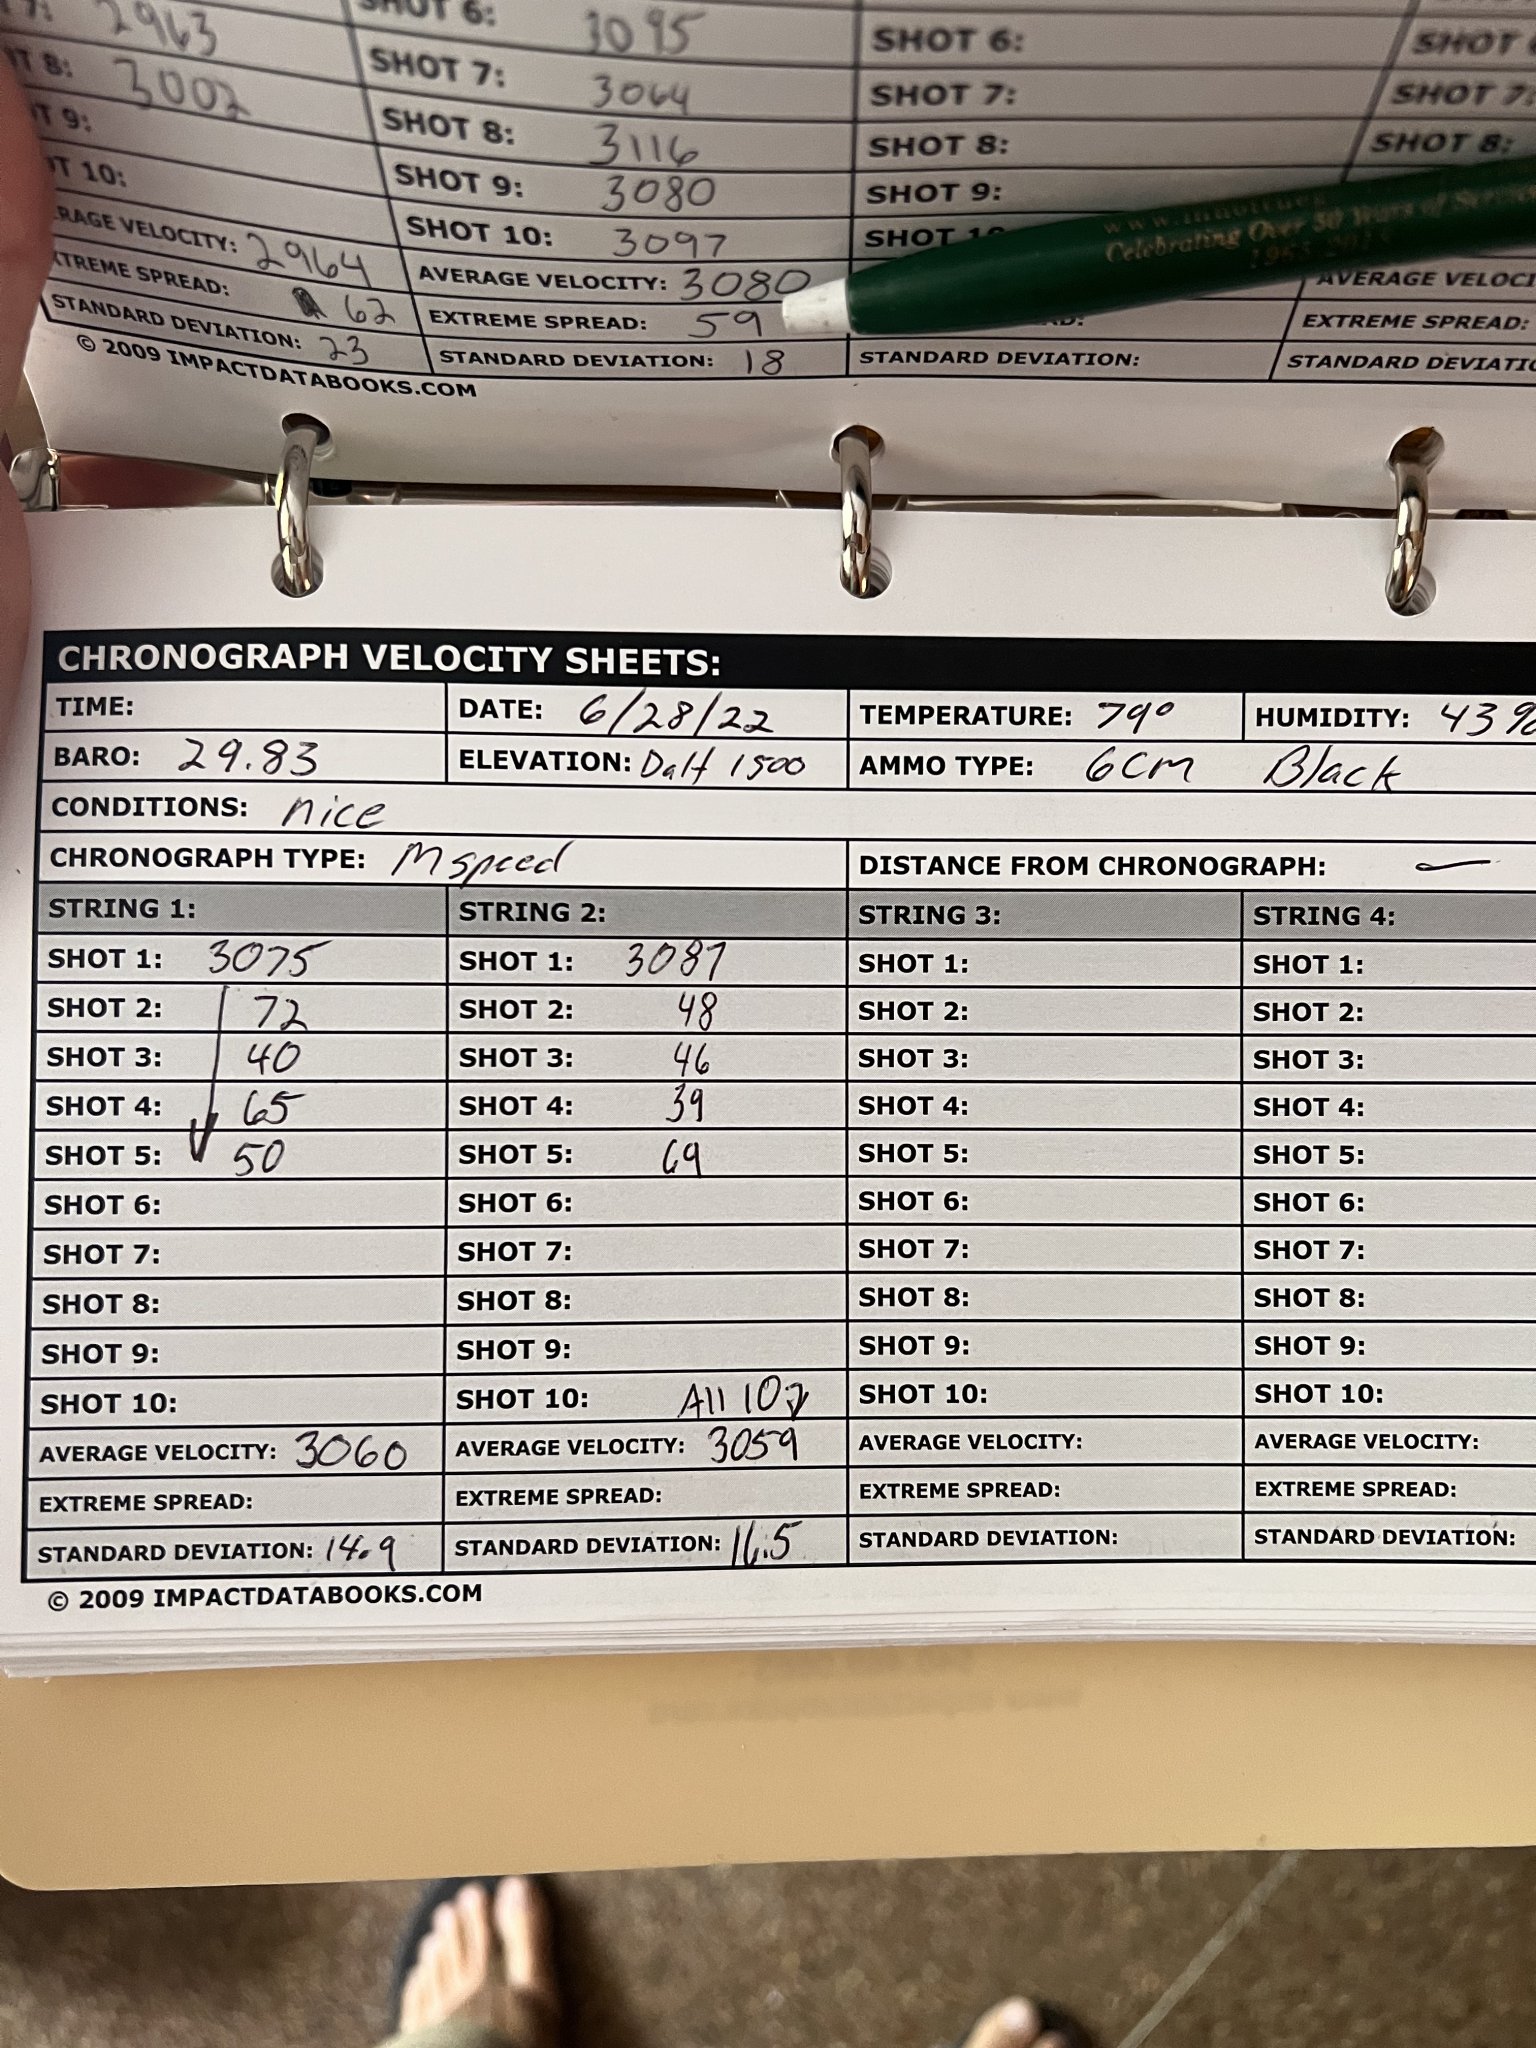 7: 2963 SHOT 6: 3095 SHOT 6: SHOT
T 8: 3002 SHOT 7: 3064 SHOT 7: SHOT 7:
T 9: SHOT 8: 3116 SHOT 8: SHOT 8:
T 10: SHOT 9: 3080 SHOT 9:
SHOT 10: 3097 SHOT
RAGE VELOCITY: 2964 AVERAGE VELOCITY: 3080 AVERAGE VELOCI
XTREME SPREAD: 62 EXTREME SPREAD: 59 AD: EXTREME SPREAD:
STANDARD DEVIATION: 23 STANDARD DEVIATION: 18 STANDARD DEVIATION: STANDARD DEVIATIO
© 2009 IMPACTDATABOOKS.COM
Celebrating Over 50 Years of
CHRONOGRAPH VELOCITY SHEETS:
TIME: DATE: 6/28/22 TEMPERATURE: 79° HUMIDITY: 43%
BARO: 29.83 ELEVATION: Dalt 1500 AMMO TYPE: 6CM Black
CONDITIONS: nice
CHRONOGRAPH TYPE: Mspeed DISTANCE FROM CHRONOGRAPH: —
STRING 1: STRING 2: STRING 3: STRING 4:
SHOT 1: 3075 SHOT 1: 3087 SHOT 1: SHOT 1:
SHOT 2: 72 SHOT 2: 48 SHOT 2: SHOT 2:
SHOT 3: 40 SHOT 3: 46 SHOT 3: SHOT 3:
SHOT 4: 65 SHOT 4: 39 SHOT 4: SHOT 4:
SHOT 5: 50 SHOT 5: 69 SHOT 5: SHOT 5:
SHOT 6: SHOT 6: SHOT 6: SHOT 6:
SHOT 7: SHOT 7: SHOT 7: SHOT 7:
SHOT 8: SHOT 8: SHOT 8: SHOT 8:
SHOT 9: SHOT 9: SHOT 9: SHOT 9:
SHOT 10: SHOT 10: All 10 SHOT 10: SHOT 10:
AVERAGE VELOCITY: 3060 AVERAGE VELOCITY: 3059 AVERAGE VELOCITY: AVERAGE VELOCITY:
EXTREME SPREAD: EXTREME SPREAD: EXTREME SPREAD: EXTREME SPREAD:
STANDARD DEVIATION: 14.9 STANDARD DEVIATION: 16.5 STANDARD DEVIATION: STANDARD DEVIATION:
© 2009 IMPACTDATABOOKS.COM